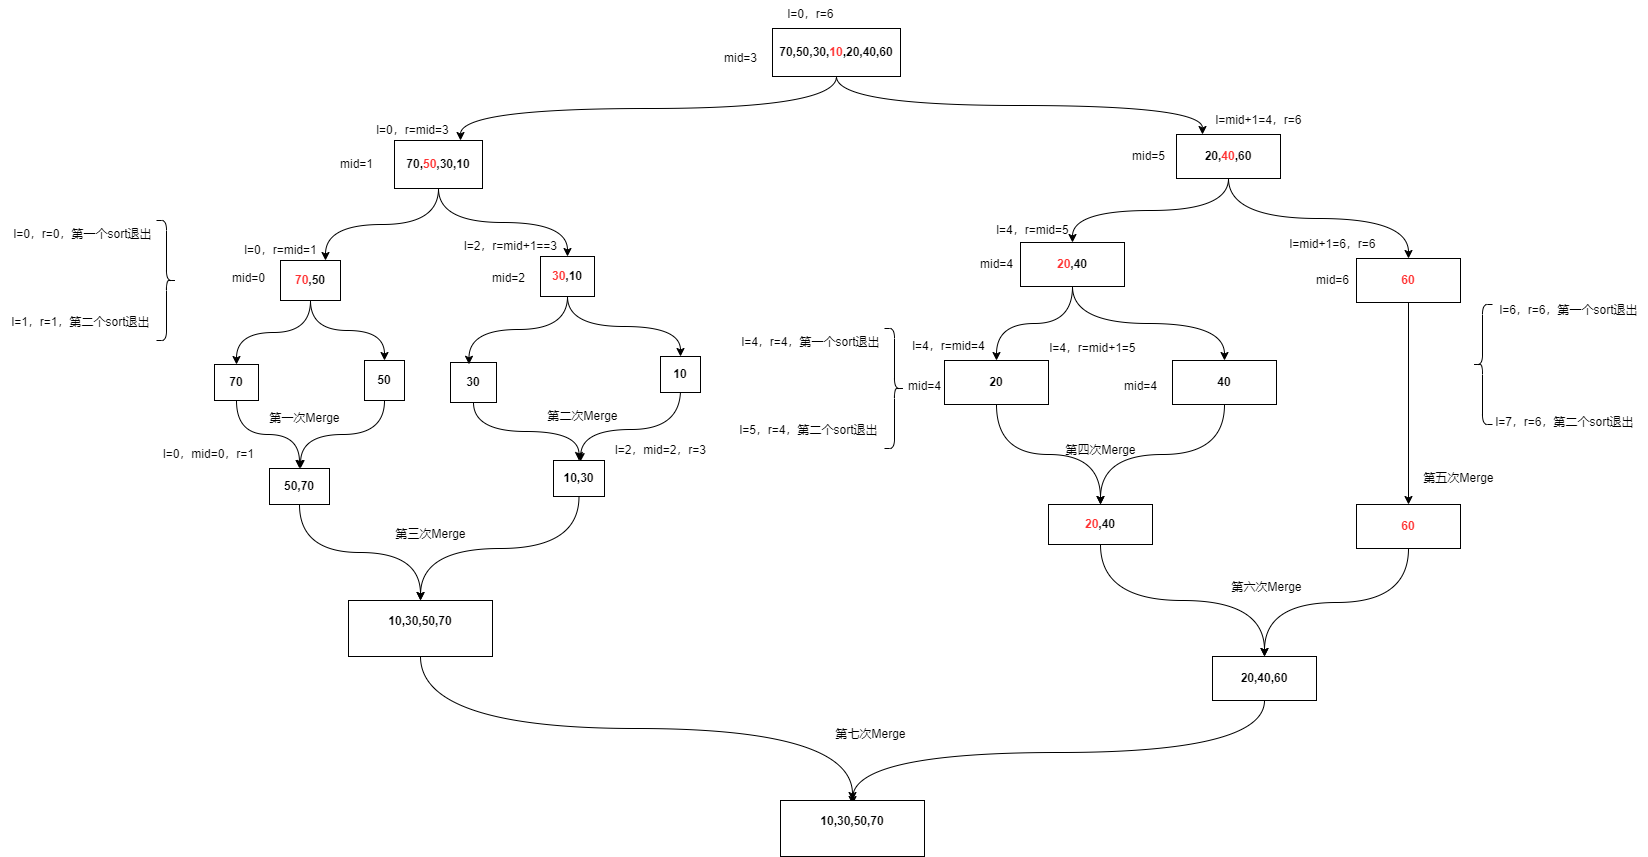 l=0，r=6
70,50,30,10,20,40,60
mid=3
l=0，r=mid=3
l=mid+1=4，r=6
70,50,30,10
mid=1
20,40,60
mid=5
l=0，r=0，第一个sort退出
l=0，r=mid=1
l=2，r=mid+1==3
l=4，r=mid=5
l=mid+1=6，r=6
mid=0
70,50
mid=2
30,10
mid=4
20,40
mid=6
60
l=1，r=1，第二个sort退出
l=6，r=6，第一个sort退出
l=4，r=4，第一个sort退出
l=4，r=mid=4
l=4，r=mid+1=5
70
50
30
10
mid=4
20
mid=4
40
第一次Merge
第二次Merge
l=5，r=4，第二个sort退出
l=7，r=6，第二个sort退出
l=0，mid=0，r=1
l=2，mid=2，r=3
第四次Merge
50,70
10,30
第五次Merge
20,40
60
第三次Merge
第六次Merge
10,30,50,70
20,40,60
第七次Merge
10,30,50,70